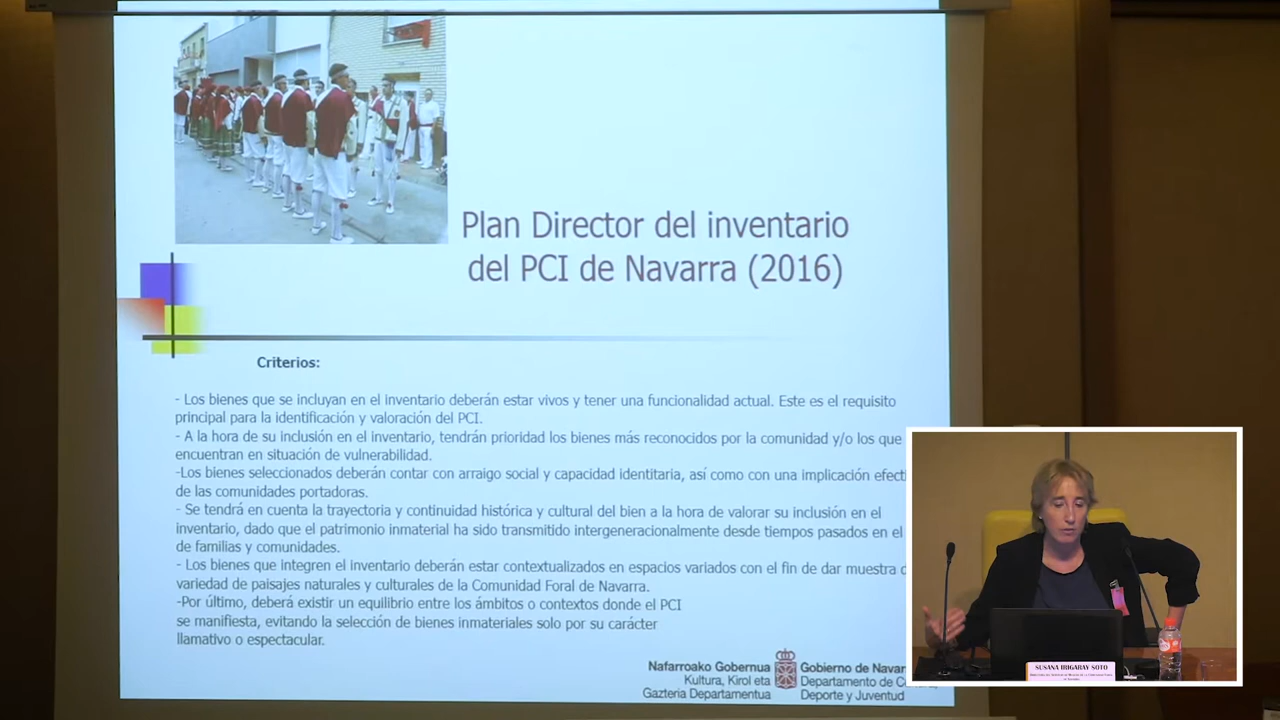 Plan Director del inventario
del PCI de Navarra (2016)
Criterios:
- Los bienes que se incluyan en el inventario deberán estar vivos y tener una funcionalidad actual. Este es el requisito
principal para la identificación y valoración del PCI.
- A la hora de su inclusión en el inventario, tendrán prioridad los bienes más reconocidos por la comunidad y/o los que
encuentran en situación de vulnerabilidad.
-Los bienes seleccionados deberán contar con arraigo social y capacidad identitaria, así como con una implicación efecti
de las comunidades portadoras.
- Se tendrá en cuenta la trayectoria y continuidad histórica y cultural del bien a la hora de valorar su inclusión en el
inventario, dado que el patrimonio inmaterial ha sido transmitido intergeneracionalmente desde tiempos pasados en el
de familias y comunidades.
- Los bienes que integren el inventario deberán estar contextualizados en espacios variados con el fin de dar muestra d
variedad de paisajes naturales y culturales de la Comunidad Foral de Navarra.
-Por último, deberá existir un equilibrio entre los ámbitos o contextos donde el PCI
se manifiesta, evitando la selección de bienes inmateriales solo por su carácter
llamativo o espectacular.
Nafarroako Gobernua
Kultura, Kirol eta
Gazteria Departamentua
Gobierno de Navar
Departamento de C
Deporte y Juventud
SUSANA IRIGARAY SOTO